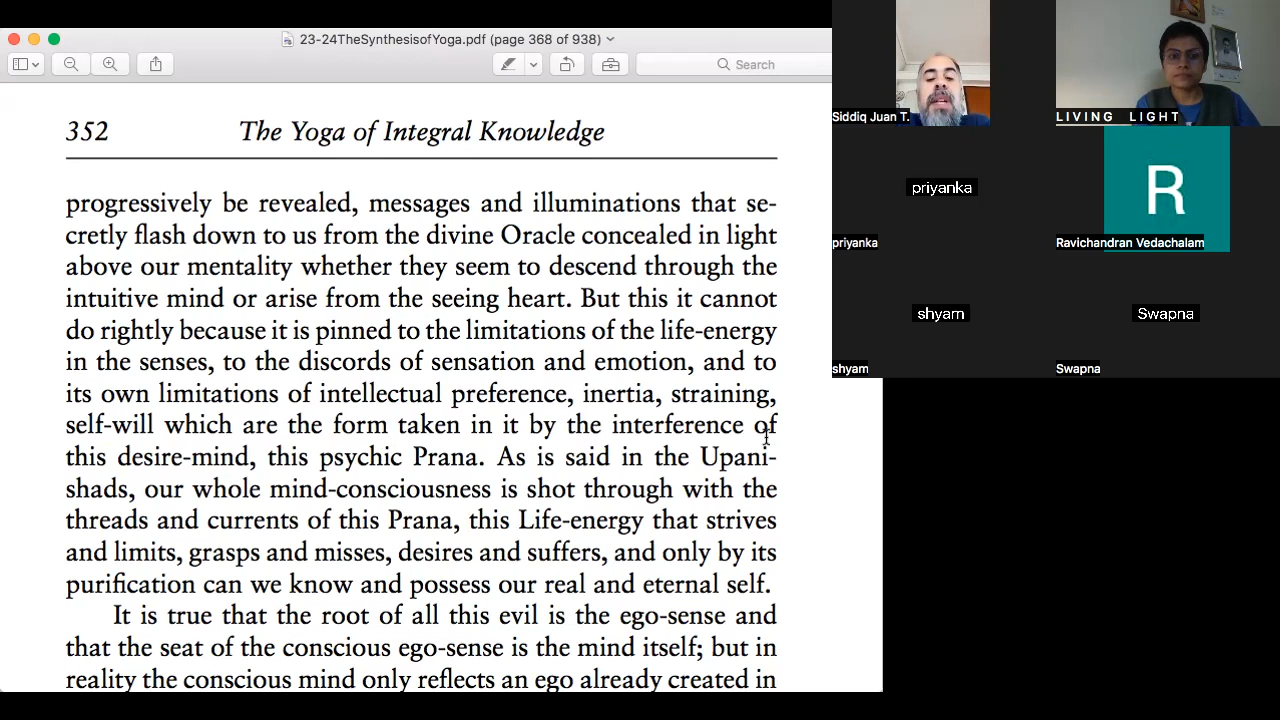 23-24TheSynthesisofYoga.pdf (page 368 of 938)
Search
352 The Yoga of Integral Knowledge
progressively be revealed, messages and illuminations that se-
cretly flash down to us from the divine Oracle concealed in light
above our mentality whether they seem to descend through the
intuitive mind or arise from the seeing heart. But this it cannot
do rightly because it is pinned to the limitations of the life-energy
in the senses, to the discords of sensation and emotion, and to
its own limitations of intellectual preference, inertia, straining,
self-will which are the form taken in it by the interference of
this desire-mind, this psychic Prana. As is said in the Upani-
shads, our whole mind-consciousness is shot through with the
threads and currents of this Prana, this Life-energy that strives
and limits, grasps and misses, desires and suffers, and only by its
purification can we know and possess our real and eternal self.
It is true that the root of all this evil is the ego-sense and
that the seat of the conscious ego-sense is the mind itself; but in
reality the conscious mind only reflects an ego already created in
Siddiq Juan T.
LIVING LIGHT
priyanka
priyanka
R
Ravichandran Vedachalam
shyam
shyam
Swapna
Swapna